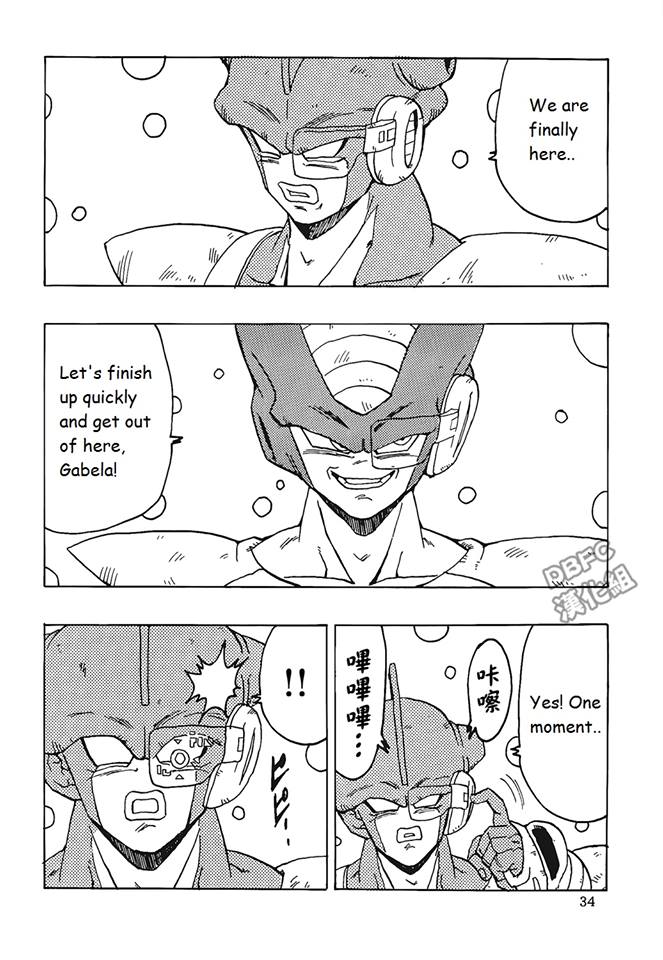 We are
finally
here..
Let's finish
up quickly
and get out
of here,
Gabela!
DBFC
漢化組
Yes! One
moment..
咔嚓
嗶嗶嗶…
!!
ピピー
34